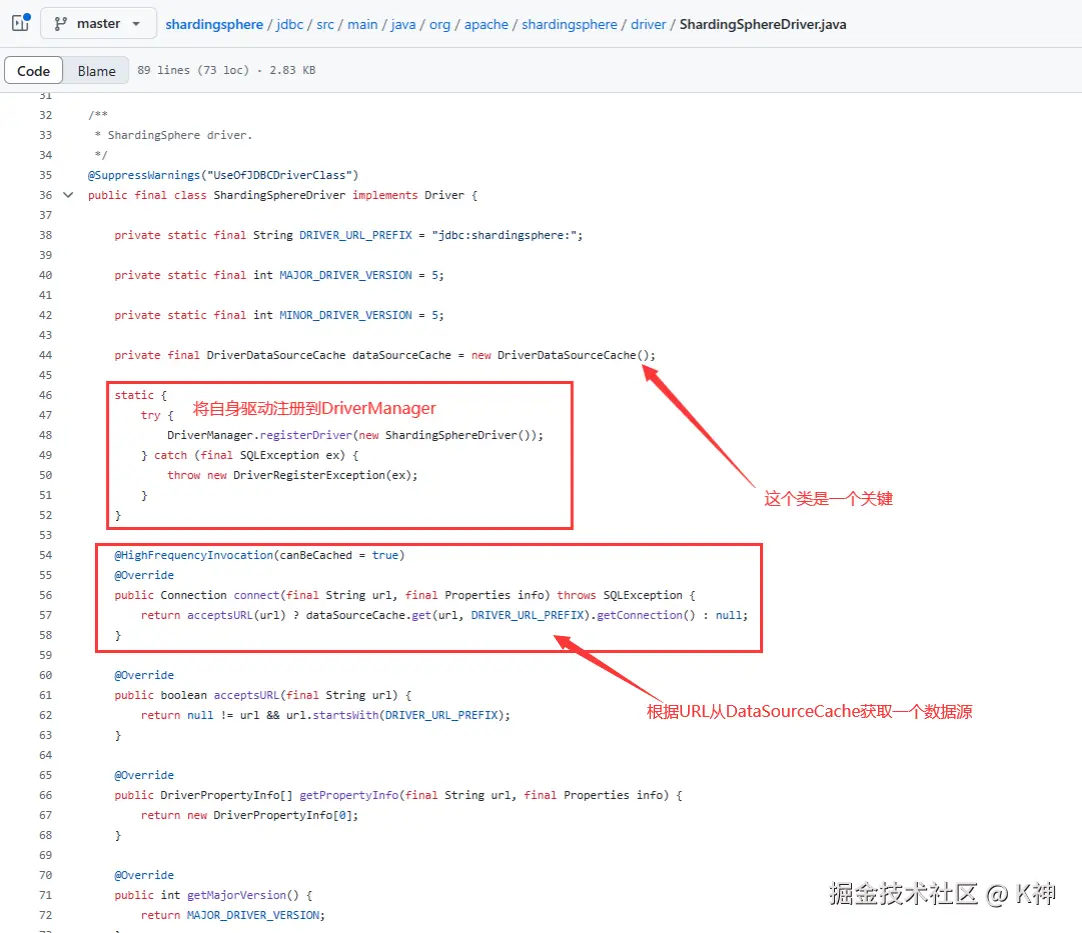 master shardingsphere / jdbc / src / main / java / org / apache / shardingsphere / driver / ShardingSphereDriver.java
Code Blame 89 lines (73 loc) · 2.83 KB
31
32 /**
33 * ShardingSphere driver.
34 */
35 @SuppressWarnings("UseOfJDBCDriverClass")
36 public final class ShardingSphereDriver implements Driver {
37
38 private static final String DRIVER_URL_PREFIX = "jdbc:shardingsphere:";
39
40 private static final int MAJOR_DRIVER_VERSION = 5;
41
42 private static final int MINOR_DRIVER_VERSION = 5;
43
44 private final DriverDataSourceCache dataSourceCache = new DriverDataSourceCache();
45
46 static {
47 try { 将自身驱动注册到DriverManager
48 DriverManager.registerDriver(new ShardingSphereDriver());
49 } catch (final SQLException ex) {
50 throw new DriverRegisterException(ex);
51 }
这个类是一个关键
52 }
53
54 @HighFrequencyInvocation(canBeCached = true)
55 @Override
56 public Connection connect(final String url, final Properties info) throws SQLException {
57 return acceptsURL(url) ? dataSourceCache.get(url, DRIVER_URL_PREFIX).getConnection() : null;
58 }
59
60 @Override
61 public boolean acceptsURL(final String url) {
62 return null != url && url.startsWith(DRIVER_URL_PREFIX);
根据URL从DataSourceCache获取一个数据源
63 }
64
65 @Override
66 public DriverPropertyInfo[] getPropertyInfo(final String url, final Properties info) {
67 return new DriverPropertyInfo[0];
68 }
69
70 @Override
71 public int getMajorVersion() {
72 return MAJOR_DRIVER_VERSION;
掘金技术社区 @ K神